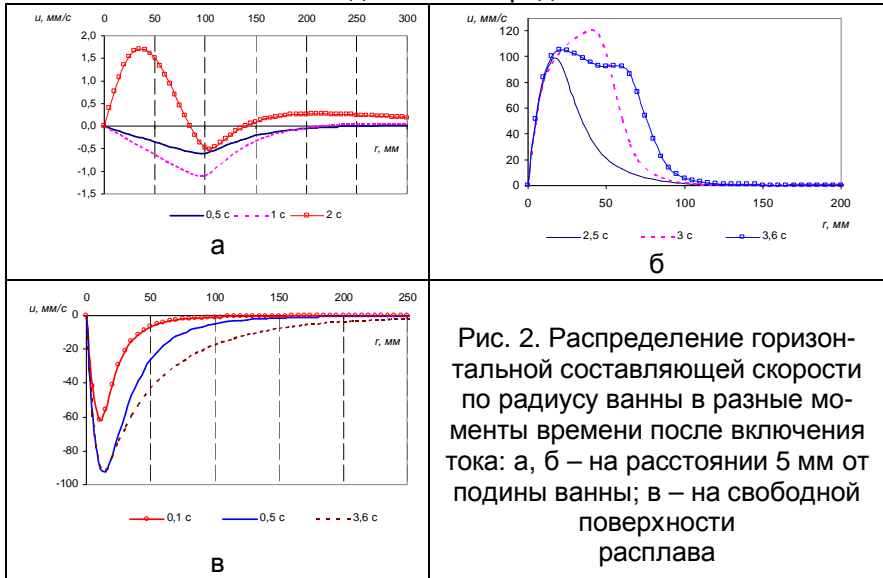 u, мм/с
0 50 100 150 200 250 300
2,0
1,5
1,0
0,5
0,0
-0,5
-1,0
-1,5
r, мм
0,5 с 1 с 2 с
а
u, мм/с
120
100
80
60
40
20
0
0 50 100 150 200
r, мм
2,5 с 3 с 3,6 с
б
u, мм/с
0 50 100 150 200 250
0
-20
-40
-60
-80
-100
r, мм
0,1 с 0,5 с 3,6 с
в
Рис. 2. Распределение горизон-
тальной составляющей скорости
по радиусу ванны в разные мо-
менты времени после включения
тока: а, б – на расстоянии 5 мм от
подины ванны; в – на свободной
поверхности
расплава